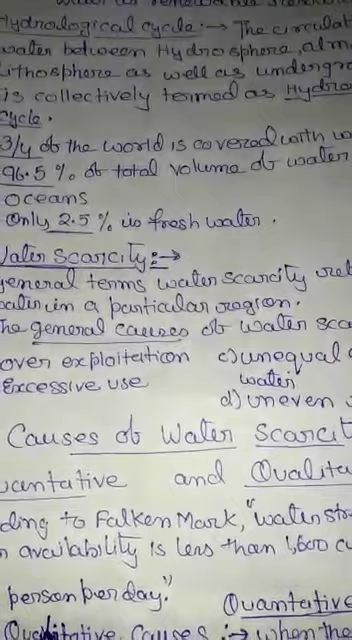 Hydrological cycle :→ The circulat
water between Hydrosphere, atm
Lithosphere as well as undergro
is collectively termed as Hydro
Cycle.
3/4 of the world is covered with w
96.5 % of total volume of water
Oceans
Only 2.5 % is fresh water.
Water Scarcity :→
general terms water scarcity rel
water in a particular region.
The general causes of water sca
over exploitation c) unequal a
Excessive use water
d) uneven
Causes of Water Scarcit
uantative and Qualita
ding to Falken Mark, "water str
n availability is less than 1,600 cu
person per day." Quantative
Qualitative Causes :→ when the